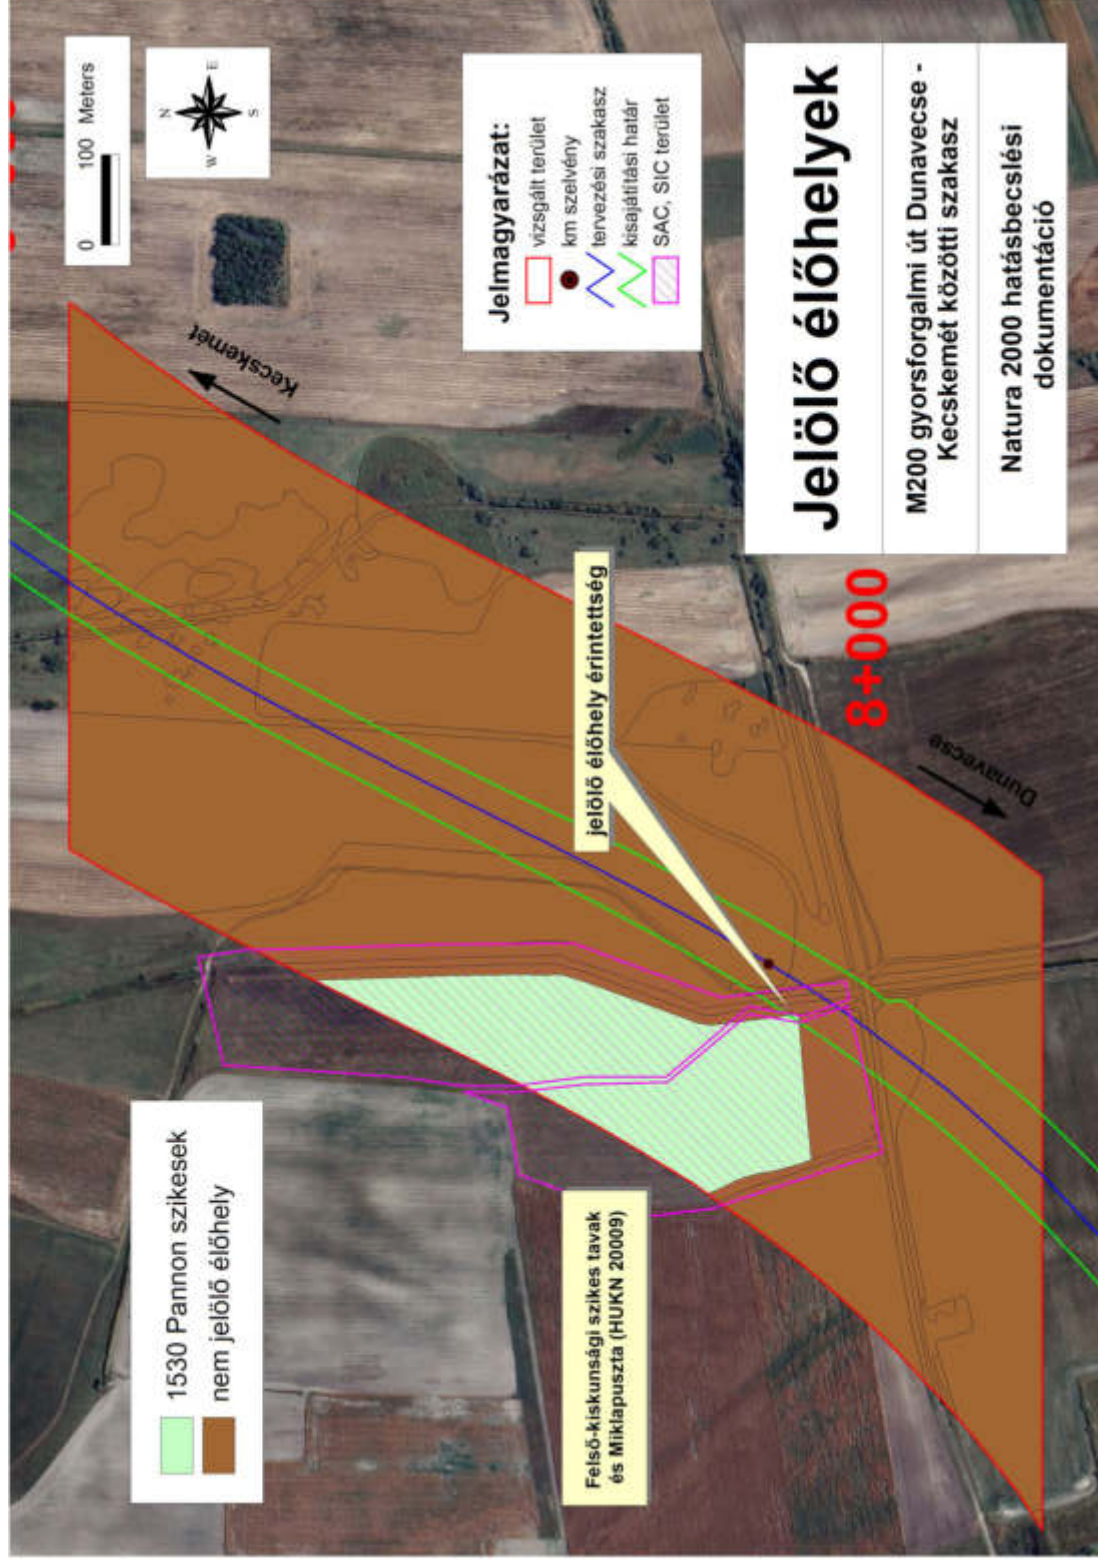 1530 Pannon szikesek
nem jelölő élőhely
0 100 Meters
N
W E
S
Kecskemét
Jelmagyarázat:
vizsgált terület
km szelvény
tervezési szakasz
kisajátítási határ
SAC, SIC terület
jelölő élőhely érintettség
Felső-kiskunsági szikes tavak
és Miklapuszta (HUKN 20009)
8+000
Dunavecse
Jelölő élőhelyek
M200 gyorsforgalmi út Dunavecse -
Kecskemét közötti szakasz
Natura 2000 hatásbecslési
dokumentáció